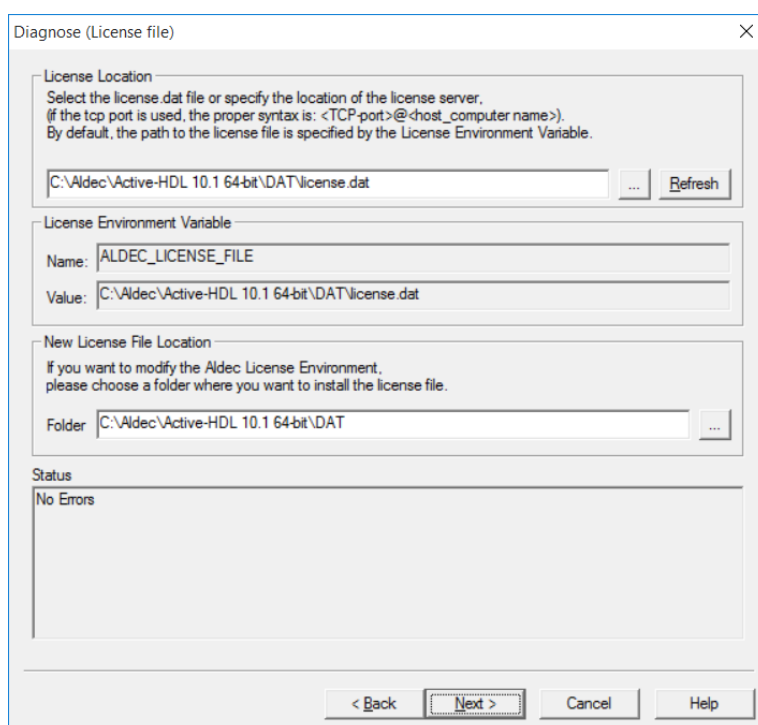 Diagnose (License file)
License Location
Select the license.dat file or specify the location of the license server,
(if the tcp port is used, the proper syntax is: <TCP-port>@<host_computer name>).
By default, the path to the license file is specified by the License Environment Variable.
C:\Aldec\Active-HDL 10.1 64-bit\DAT\license.dat
... Refresh
License Environment Variable
Name: ALDEC_LICENSE_FILE
Value: C:\Aldec\Active-HDL 10.1 64-bit\DAT\license.dat
New License File Location
If you want to modify the Aldec License Environment,
please choose a folder where you want to install the license file.
Folder C:\Aldec\Active-HDL 10.1 64-bit\DAT ...
Status
No Errors
< Back Next > Cancel Help